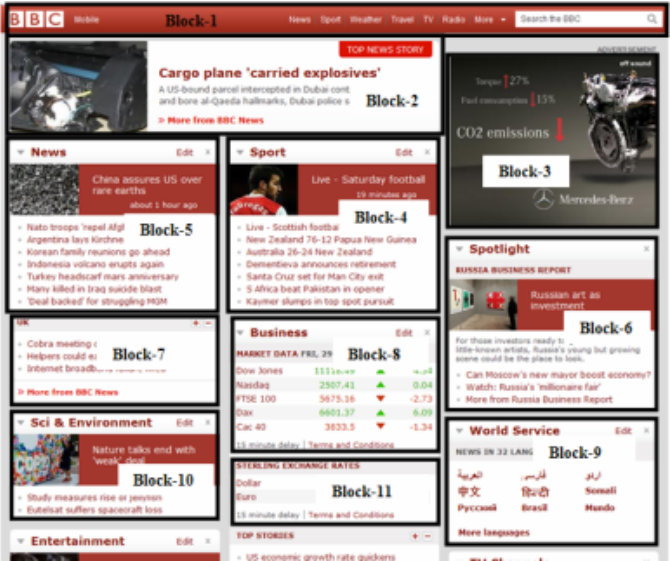 BBC Mobile Block-1 News Sport Weather Travel TV Radio More Search the BBC
TOP NEWS STORY
Cargo plane 'carried explosives'
A US-bound parcel intercepted in Dubai cont
and bore al-Qaeda hallmarks, Dubai police s
Block-2
» More from BBC News
ADVERTISEMENT
off sound
Torque 27%
Fuel consumption 15%
CO2 emissions
Block-3
Mercedes-Benz
News Edit ×
China assures US over
rare earths
about 1 hour ago
Block-5
Nato troops 'repel Afgh
Argentina lays Kirchne
Korean family reunions go ahead
Indonesia volcano erupts again
Turkey headscarf mars anniversary
Many killed in Iraq suicide blast
'Deal backed' for struggling MGM
Sport Edit ×
Live - Saturday football
19 minutes ago
Block-4
Live - Scottish footba
New Zealand 76-12 Papua New Guinea
Australia 26-24 New Zealand
Dementieva announces retirement
Santa Cruz set for Man City exit
S Africa beat Pakistan in opener
Kaymer slumps in top spot pursuit
Spotlight ×
RUSSIA BUSINESS REPORT
Russian art as
investment
Block-6
For those investors ready t
little-known artists, Russia's young but growing
scene could be the place to look.
Can Moscow's new mayor boost economy?
Watch: Russia's 'millionaire fair'
More from Russia Business Report
UK + −
Cobra meeting
Helpers could e
Internet broadb
Block-7
» More from BBC News
Business Edit ×
MARKET DATA FRI, 29
Block-8
Dow Jones 4.54
Nasdaq 2507.41 0.04
FTSE 100 5675.16 -2.73
Dax 6601.37 6.09
Cac 40 3833.5 -1.34
15 minute delay | Terms and Conditions
Sci & Environment Edit ×
Nature talks end with
'weak' deal
Block-10
Study measures rise of jewyism
Eutelsat suffers spacecraft loss
STERLING EXCHANGE RATES
Dollar
Euro
Block-11
15 minute delay | Terms and Conditions
World Service Edit ×
NEWS IN 32 LANG
Block-9
العربية فارسی اردو
中文 हिन्दी Somali
Русский Brasil Mundo
More languages
Entertainment Edit ×
TOP STORIES + −
US economic growth rate quickens